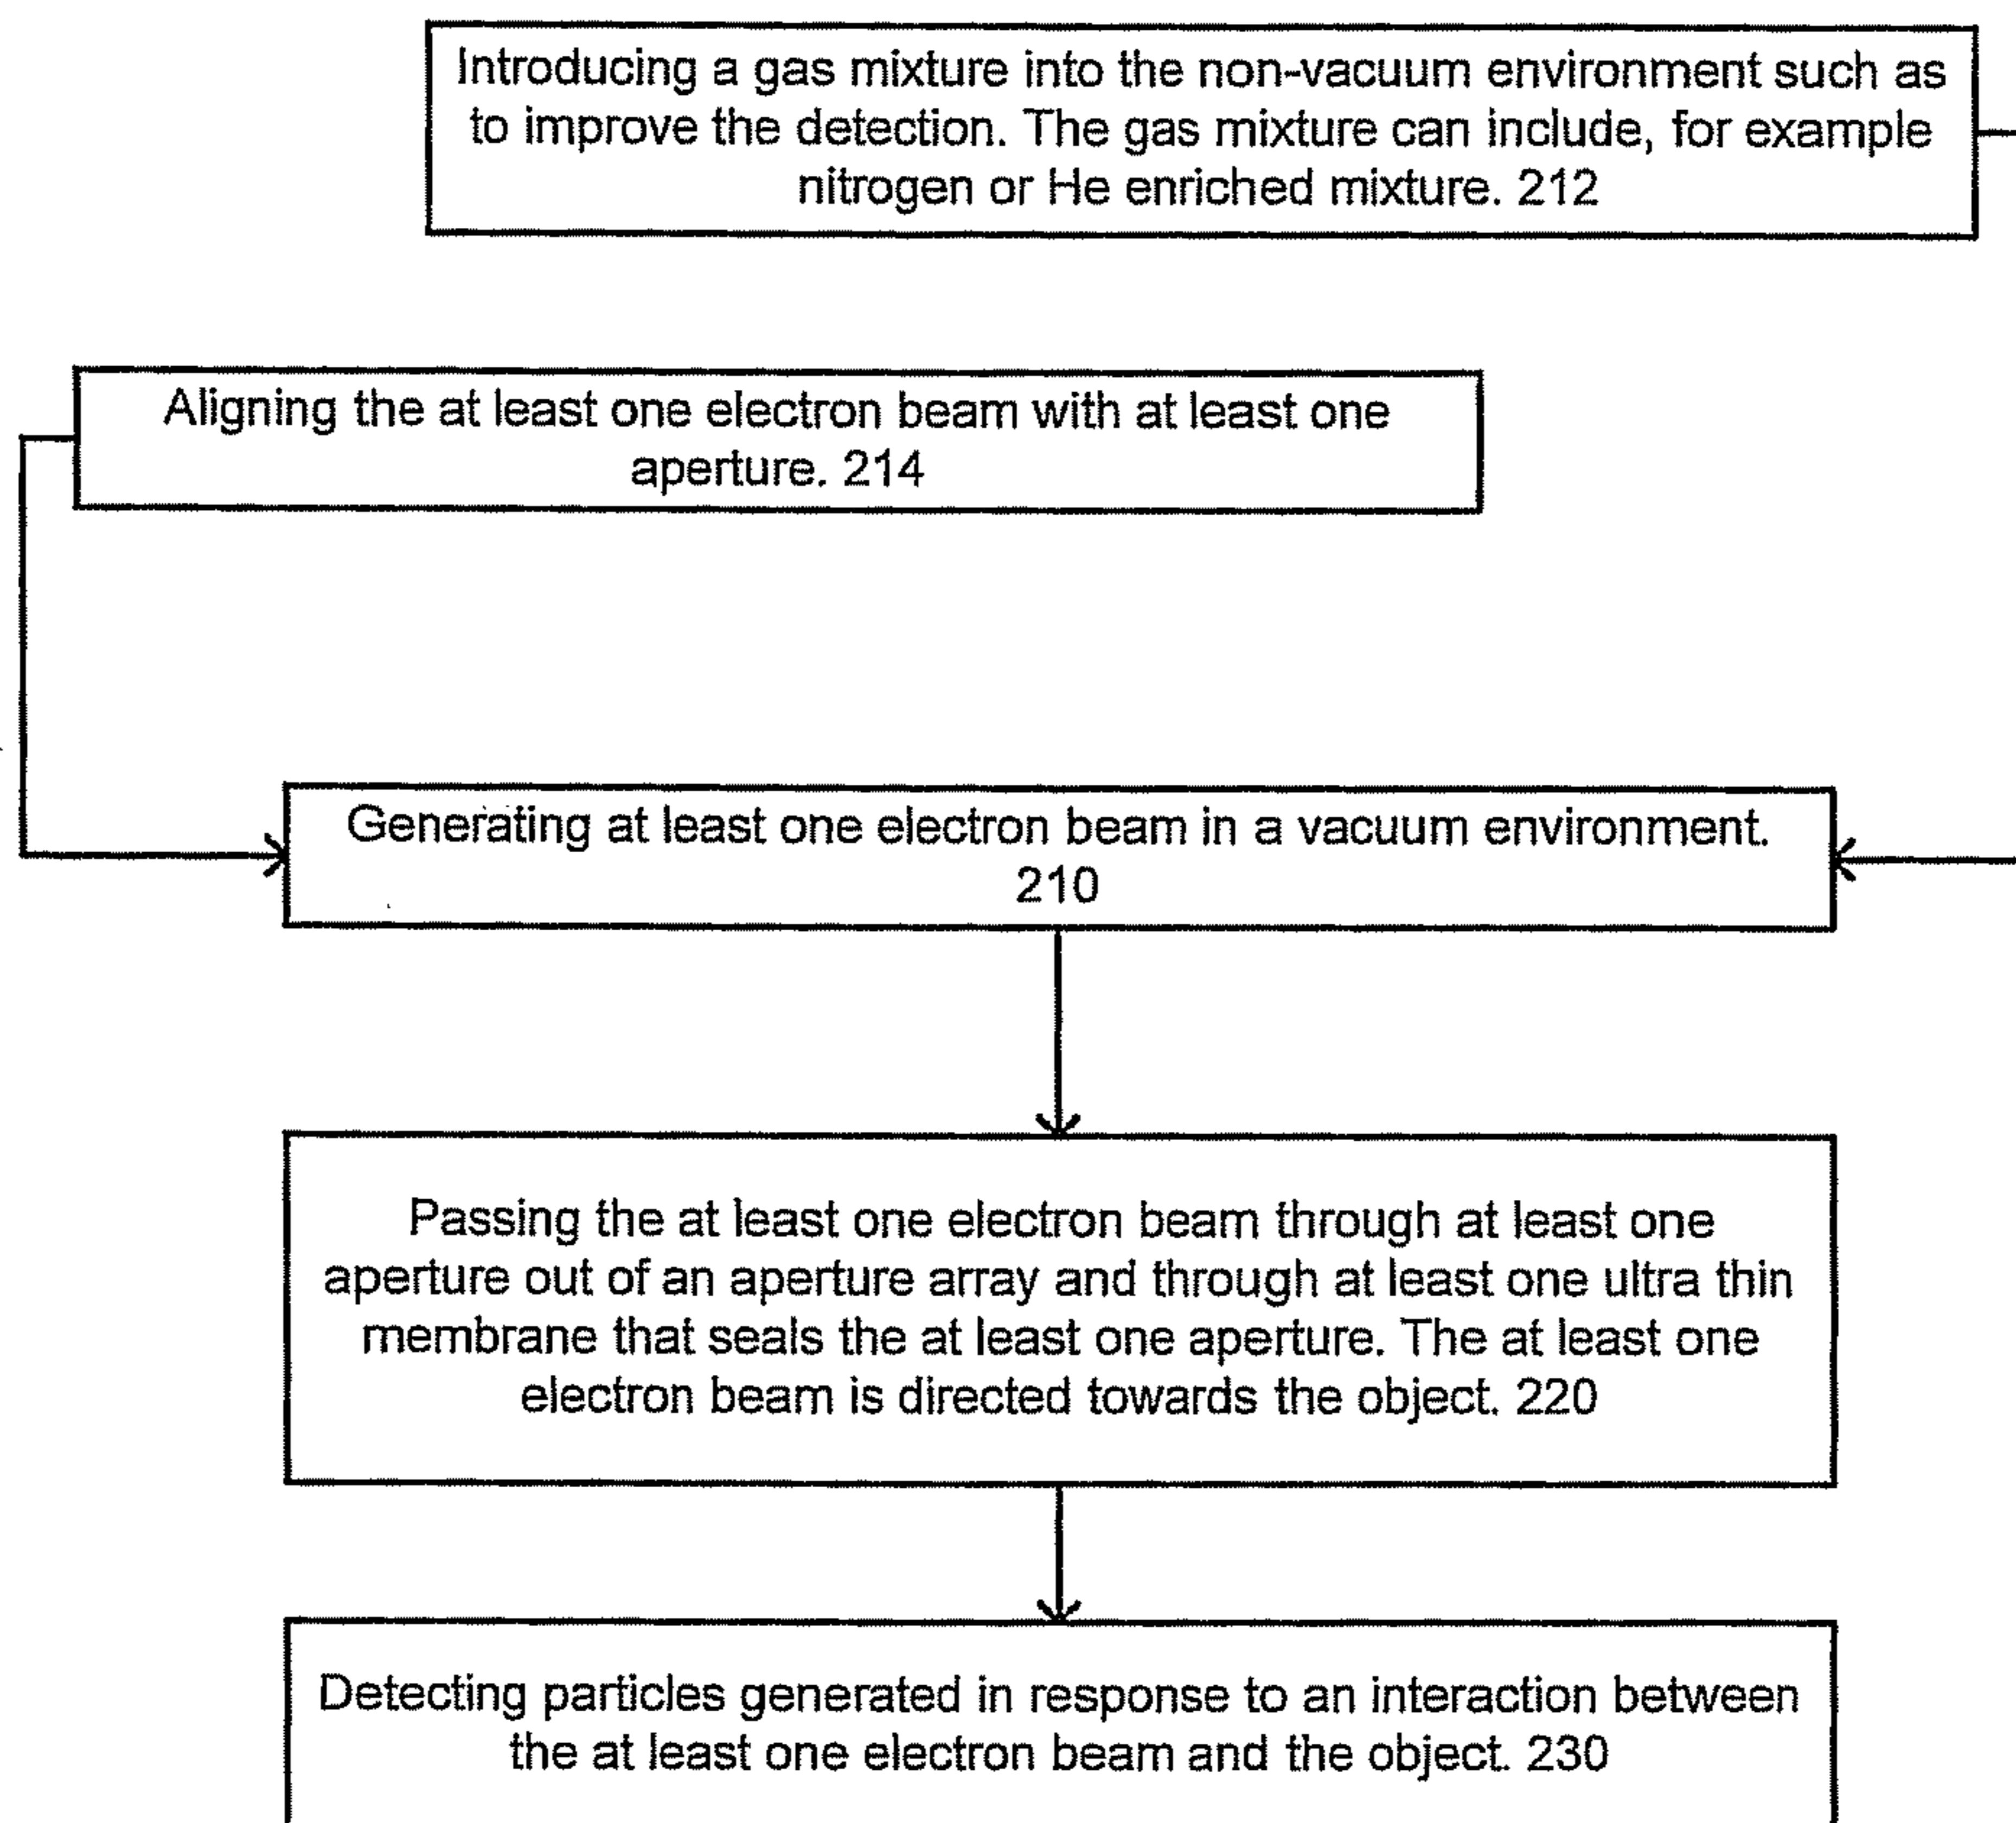 Introducing a gas mixture into the non-vacuum environment such as
to improve the detection. The gas mixture can include, for example
nitrogen or He enriched mixture. 212
Aligning the at least one electron beam with at least one
aperture. 214
Generating at least one electron beam in a vacuum environment.
210
Passing the at least one electron beam through at least one
aperture out of an aperture array and through at least one ultra thin
membrane that seals the at least one aperture. The at least one
electron beam is directed towards the object. 220
Detecting particles generated in response to an interaction between
the at least one electron beam and the object. 230